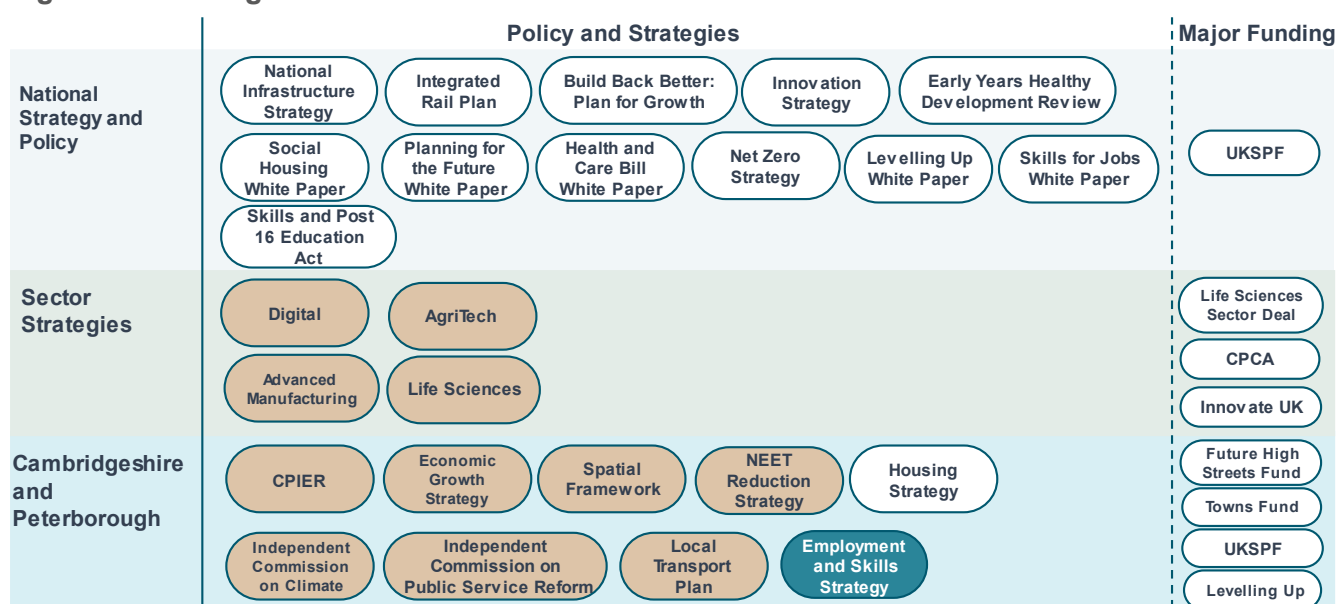 Policy and Strategies
Major Funding
National
Strategy and
Policy
National
Infrastructure
Strategy
Integrated
Rail Plan
Build Back Better:
Plan for Growth
Innovation
Strategy
Early Years Healthy
Development Review
Social
Housing
White Paper
Planning for
the Future
White Paper
Health and
Care Bill
White Paper
Net Zero
Strategy
Levelling Up
White Paper
Skills for Jobs
White Paper
Skills and Post
16 Education
Act
UKSPF
Sector
Strategies
Digital
AgriTech
Advanced
Manufacturing
Life Sciences
Life Sciences
Sector Deal
CPCA
Innovate UK
Cambridgeshire
and
Peterborough
CPIER
Economic
Growth
Strategy
Spatial
Framework
NEET
Reduction
Strategy
Housing
Strategy
Independent
Commission
on Climate
Independent
Commission on
Public Service Reform
Local
Transport
Plan
Employment
and Skills
Strategy
Future High
Streets Fund
Towns Fund
UKSPF
Levelling Up